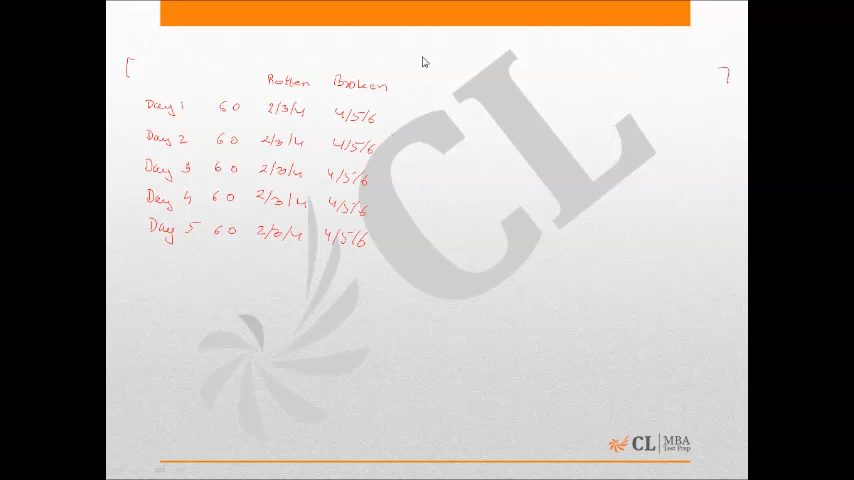 Rotten Broken
Day 1 60 2/3/4 4/5/6
Day 2 60 2/3/4 4/5/6
Day 3 60 2/3/4 4/5/6
Day 4 60 2/3/4 4/5/6
Day 5 60 2/3/4 4/5/6
CL
CL MBA
Test Prep